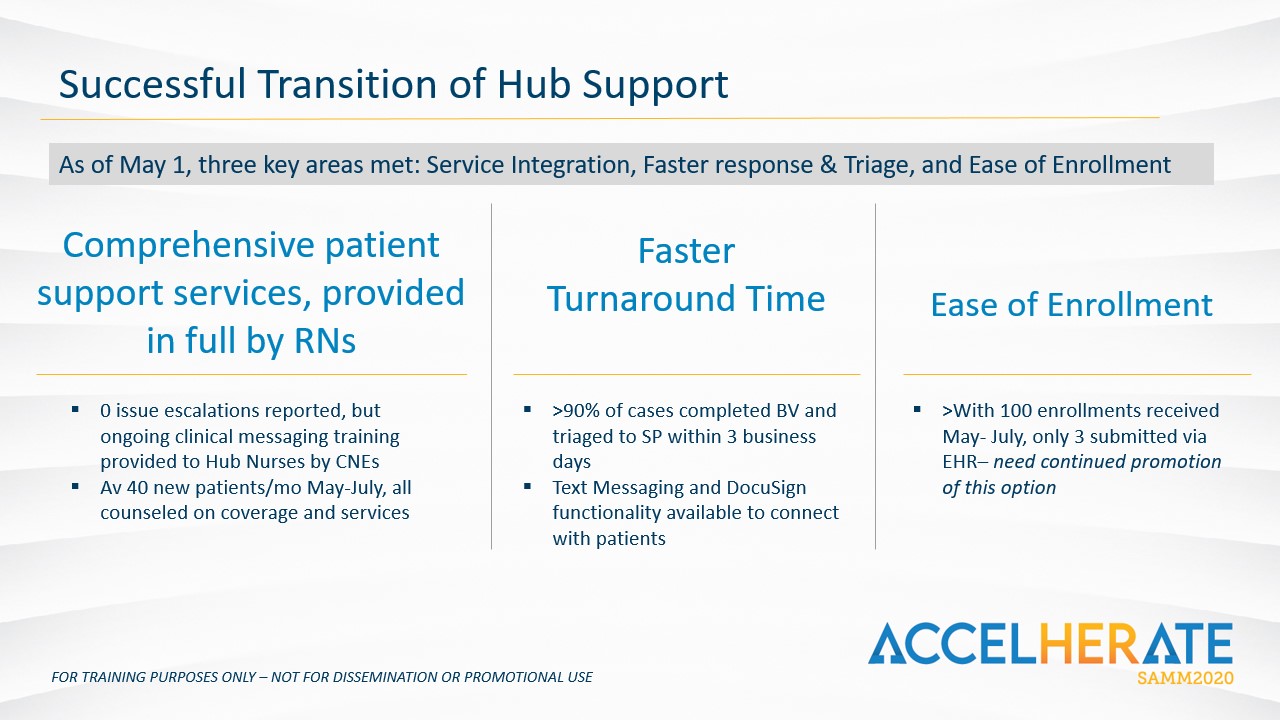 Successful Transition of Hub Support
As of May 1, three key areas met: Service Integration, Faster response & Triage, and Ease of Enrollment
Comprehensive patient
support services, provided
in full by RNs
▪ 0 issue escalations reported, but
ongoing clinical messaging training
provided to Hub Nurses by CNEs
▪ Av 40 new patients/mo May-July, all
counseled on coverage and services
Faster
Turnaround Time
▪ >90% of cases completed BV and
triaged to SP within 3 business
days
▪ Text Messaging and DocuSign
functionality available to connect
with patients
Ease of Enrollment
▪ >With 100 enrollments received
May- July, only 3 submitted via
EHR– need continued promotion
of this option
ACCELHERATE
SAMM2020
FOR TRAINING PURPOSES ONLY – NOT FOR DISSEMINATION OR PROMOTIONAL USE